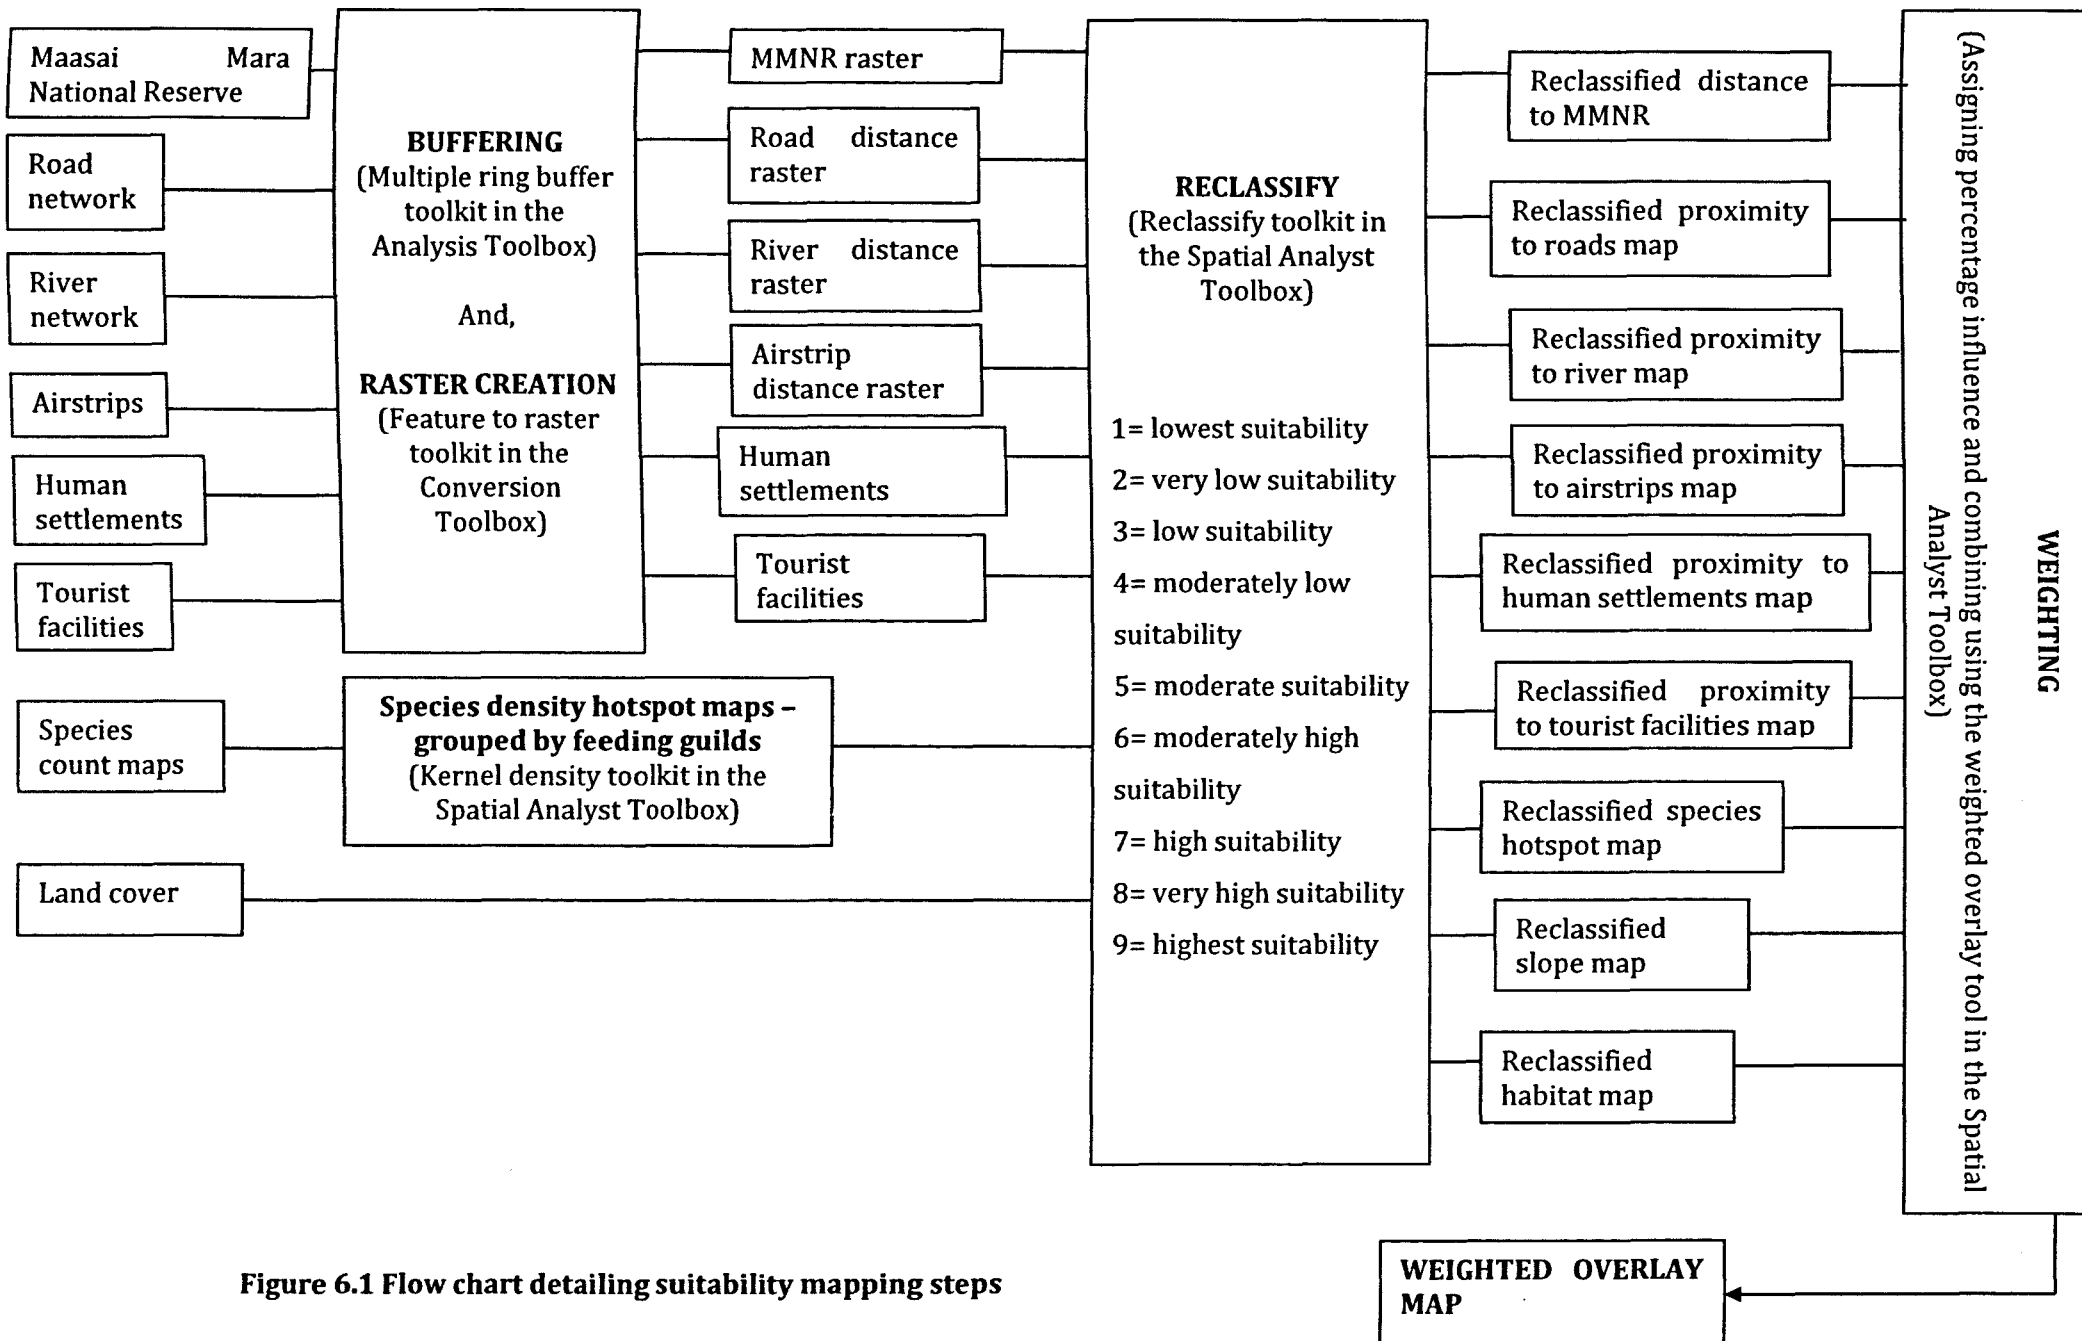 Maasai Mara
National Reserve
Road
network
River
network
Airstrips
Human
settlements
Tourist
facilities
Species
count maps
Land cover
BUFFERING
(Multiple ring buffer
toolkit in the
Analysis Toolbox)
And,
RASTER CREATION
(Feature to raster
toolkit in the
Conversion
Toolbox)
Species density hotspot maps –
grouped by feeding guilds
(Kernel density toolkit in the
Spatial Analyst Toolbox)
MMNR raster
Road distance
raster
River distance
raster
Airstrip
distance raster
Human
settlements
Tourist
facilities
RECLASSIFY
(Reclassify toolkit in
the Spatial Analyst
Toolbox)
1= lowest suitability
2= very low suitability
3= low suitability
4= moderately low
suitability
5= moderate suitability
6= moderately high
suitability
7= high suitability
8= very high suitability
9= highest suitability
Reclassified distance
to MMNR
Reclassified proximity
to roads map
Reclassified proximity
to river map
Reclassified proximity
to airstrips map
Reclassified proximity to
human settlements map
Reclassified proximity
to tourist facilities map
Reclassified species
hotspot map
Reclassified
slope map
Reclassified
habitat map
WEIGHTING
(Assigning percentage influence and combining using the weighted overlay tool in the Spatial
Analyst Toolbox)
WEIGHTED OVERLAY
MAP
Figure 6.1 Flow chart detailing suitability mapping steps